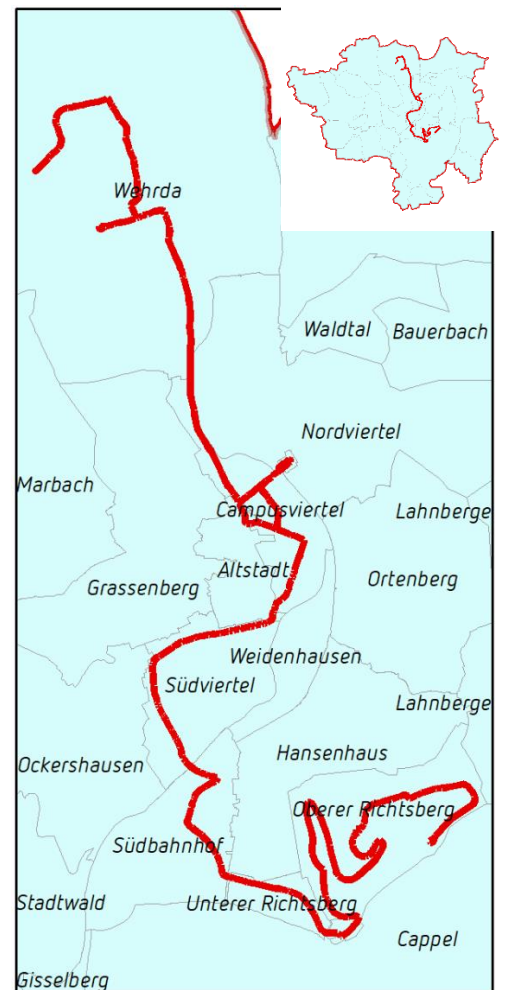 Wehrda
Waldtal
Bauerbach
Nordviertel
Marbach
Campusviertel
Lahnberge
Altstadt
Ortenberg
Grassenberg
Weidenhausen
Südviertel
Lahnberge
Hansenhaus
Ockershausen
Oberer Richtsberg
Südbahnhof
Stadtwald
Unterer Richtsberg
Cappel
Gisselberg